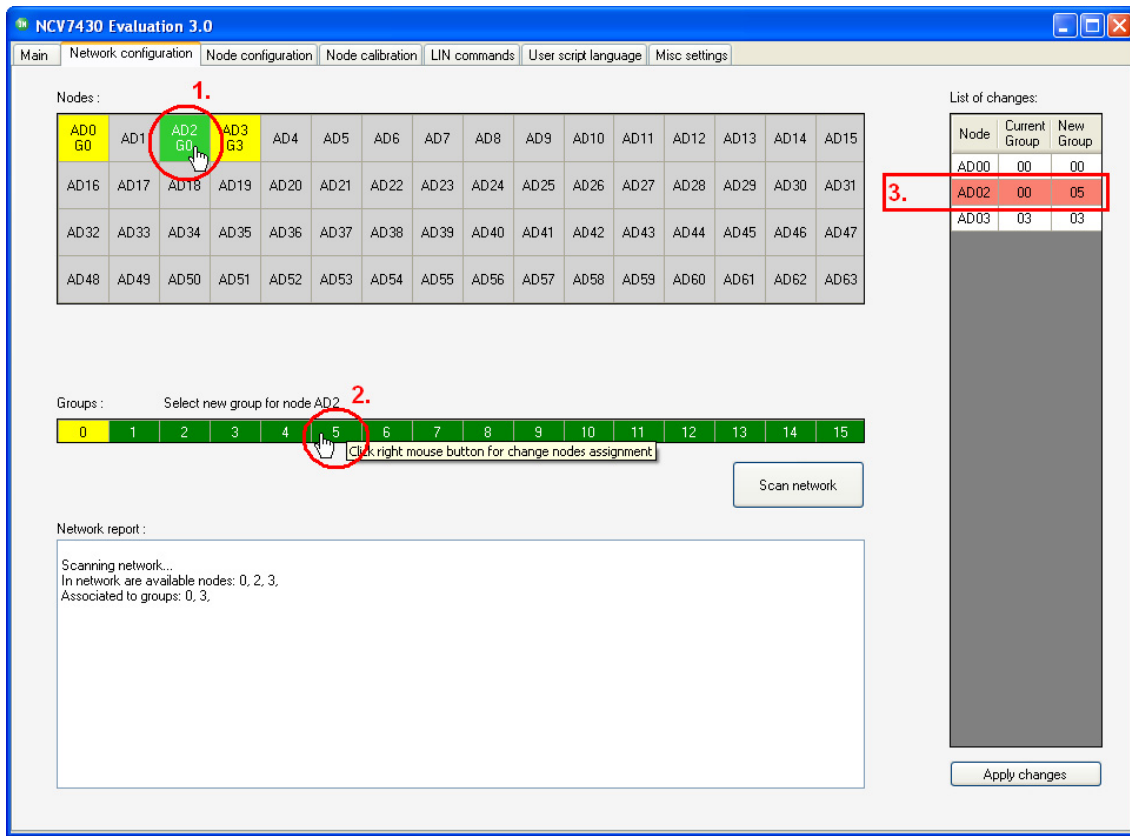 NCV7430 Evaluation 3.0
Main Network configuration Node configuration Node calibration LIN commands User script language Misc settings
1.
Nodes :
AD0 G0 AD1 AD2 G0 AD3 G3 AD4 AD5 AD6 AD7 AD8 AD9 AD10 AD11 AD12 AD13 AD14 AD15
AD16 AD17 AD18 AD19 AD20 AD21 AD22 AD23 AD24 AD25 AD26 AD27 AD28 AD29 AD30 AD31
AD32 AD33 AD34 AD35 AD36 AD37 AD38 AD39 AD40 AD41 AD42 AD43 AD44 AD45 AD46 AD47
AD48 AD49 AD50 AD51 AD52 AD53 AD54 AD55 AD56 AD57 AD58 AD59 AD60 AD61 AD62 AD63
2.
Groups : Select new group for node AD2
0 1 2 3 4 5 6 7 8 9 10 11 12 13 14 15
Click right mouse button for change nodes assignment
Scan network
Network report :
Scanning network...
In network are available nodes: 0, 2, 3,
Associated to groups: 0, 3,
List of changes:
Node Current Group New Group
AD00 00 00
3.
AD02 00 05
AD03 03 03
Apply changes